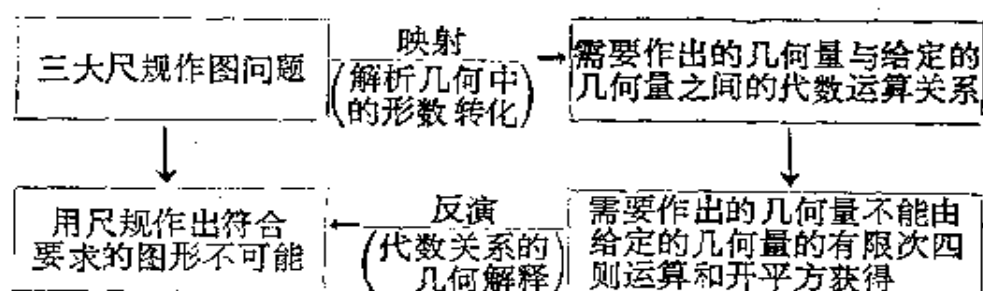 三大尺规作图问题
映射
(解析几何中
的形数转化)
需要作出的几何量与给定的
几何量之间的代数运算关系
用尺规作出符合
要求的图形不可能
反演
(代数关系的
几何解释)
需要作出的几何量不能由
给定的几何量的有限次四
则运算和开平方获得